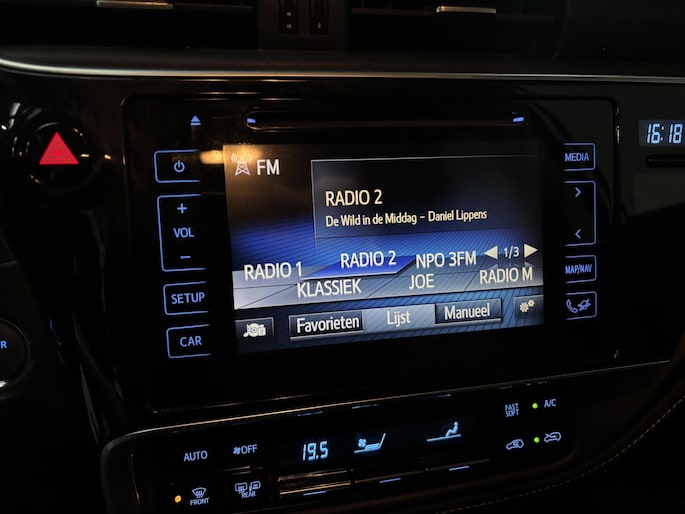 16:18
FM
MEDIA
RADIO 2
De Wild in de Middag – Daniel Lippens
+
VOL
−
RADIO 1 RADIO 2 NPO 3FM 1/3
KLASSIEK JOE RADIO M
MAP/NAV
SETUP
Favorieten Lijst Manueel
CAR
R
FAST SOFT A/C
AUTO OFF 19.5
FRONT REAR